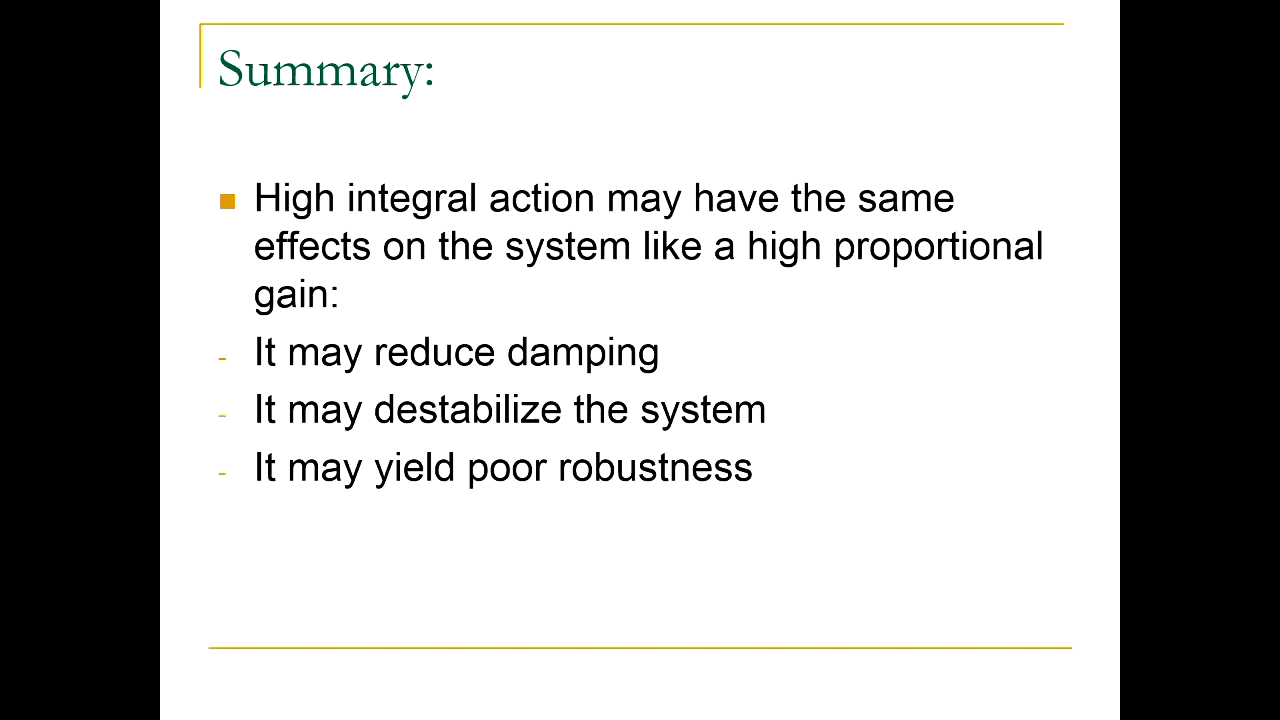 Summary:
■ High integral action may have the same
effects on the system like a high proportional
gain:
- It may reduce damping
- It may destabilize the system
- It may yield poor robustness